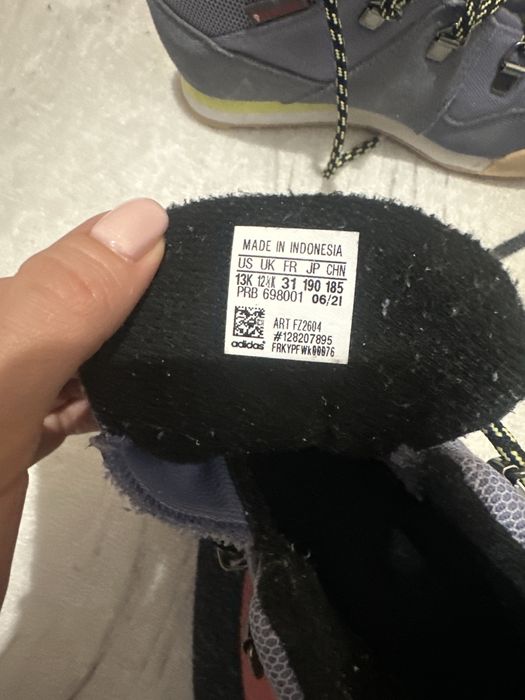 MADE IN INDONESIA
US UK FR JP CHN
13K 12½K 31 190 185
PRB 698001 06/21
ART FZ2604
#128207895
adidas FRKYPFWk00076